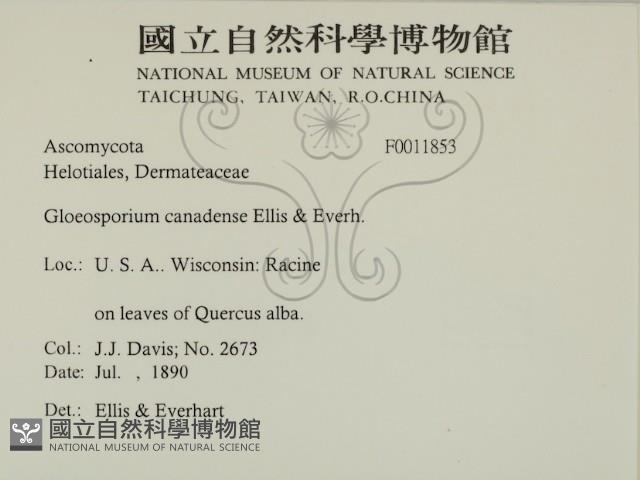 國立自然科學博物館
NATIONAL MUSEUM OF NATURAL SCIENCE
TAICHUNG, TAIWAN, R.O.CHINA
Ascomycota F0011853
Helotiales, Dermateaceae
Gloeosporium canadense Ellis & Everh.
Loc.: U. S. A.. Wisconsin: Racine
on leaves of Quercus alba.
Col.: J.J. Davis; No. 2673
Date: Jul. , 1890
Det.: Ellis & Everhart
國立自然科學博物館
NATIONAL MUSEUM OF NATURAL SCIENCE